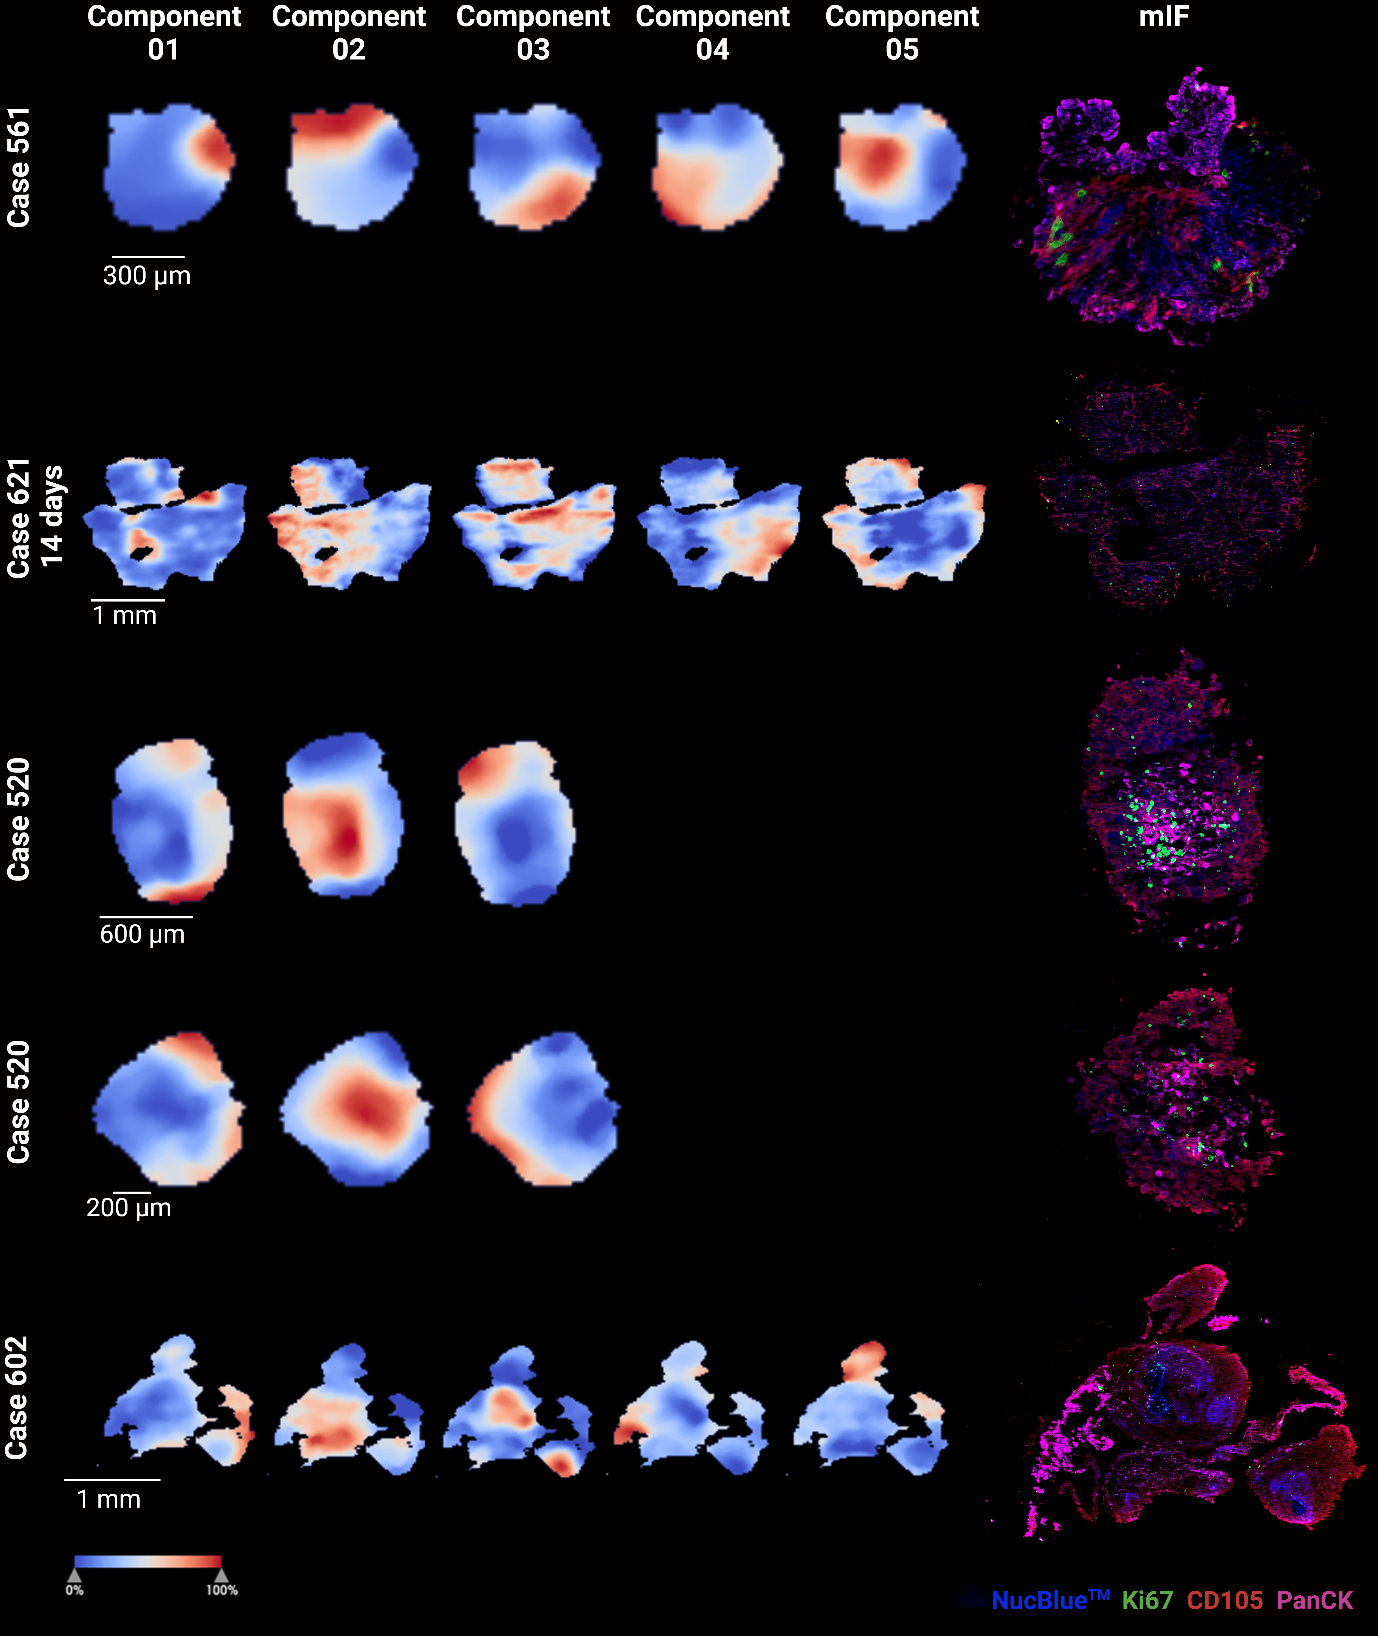 Component 01
Component 02
Component 03
Component 04
Component 05
mIF
Case 561
300 µm
Case 621
14 days
1 mm
Case 520
600 µm
Case 520
200 µm
Case 602
1 mm
0% 100%
NucBlue™ Ki67 CD105 PanCK